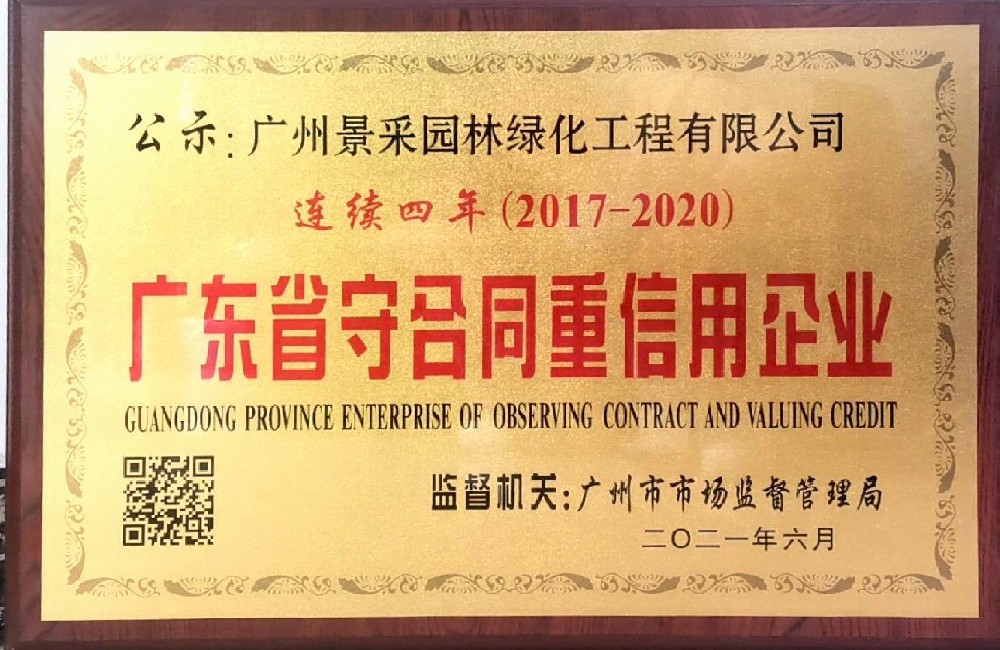 公示:广州景采园林绿化工程有限公司
连续四年(2017-2020)
广东省守合同重信用企业
GUANGDONG PROVINCE ENTERPRISE OF OBSERVING CONTRACT AND VALUING CREDIT
监督机关:广州市市场监督管理局
二〇二一年六月